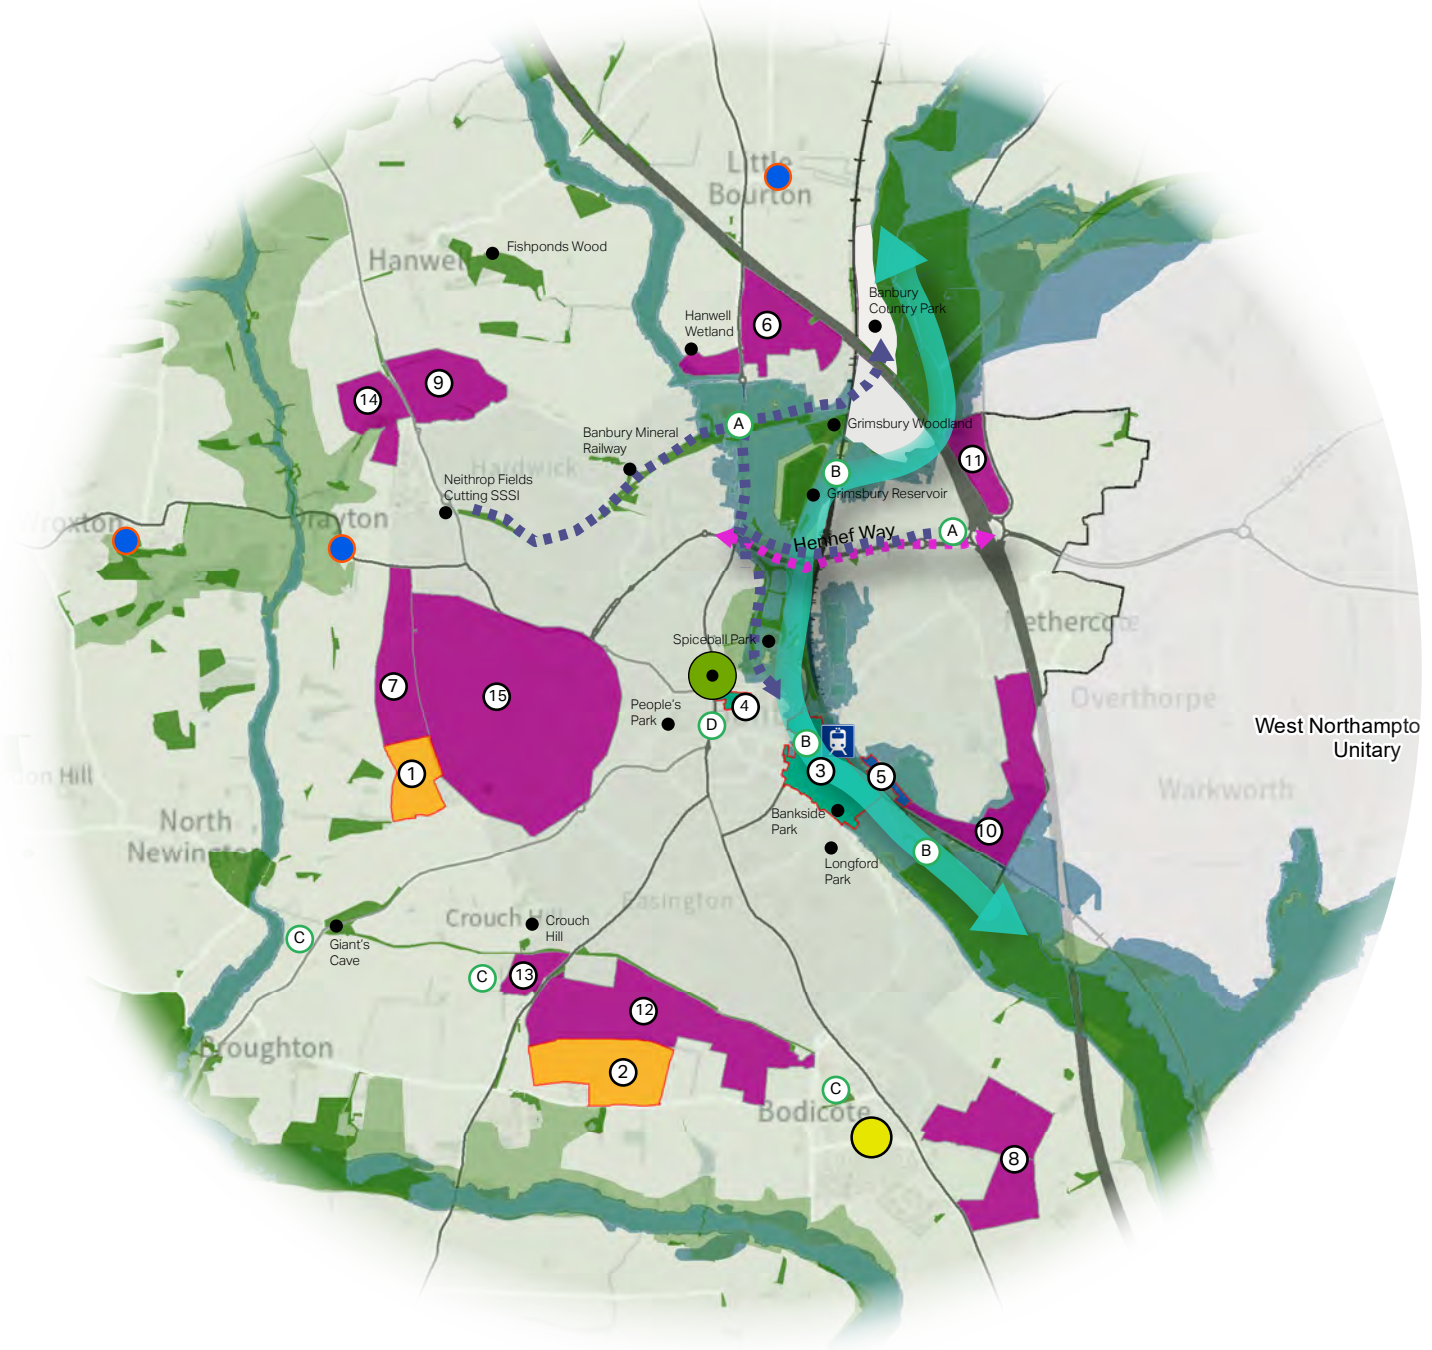 Little
Bourton
Fishponds Wood
Hanwell
Banbury
Country Park
Hanwell
Wetland
6
9
14
A
Grimsbury Woodland
Banbury Mineral
Railway
11
Hardwick
B
Neithrop Fields
Cutting SSSI
Grimsbury Reservoir
Wroxton
Drayton
Hennef Way
A
Nethercote
Spiceball Park
7
15
Overthorpe
People's
Park
4
D
West Northampto
Unitary
B
3
5
1
Warkworth
Bankside
Park
North
Newington
10
B
Longford
Park
Easington
Crouch Hill
Crouch
Hill
C
Giant's
Cave
C
13
12
Broughton
2
C
Bodicote
8